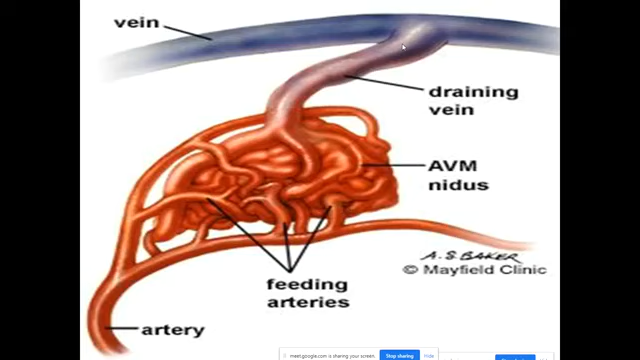 vein
draining
vein
AVM
nidus
A.S. BAKER
© Mayfield Clinic
feeding
arteries
artery
meet.google.com is sharing your screen.
Stop sharing
Hide